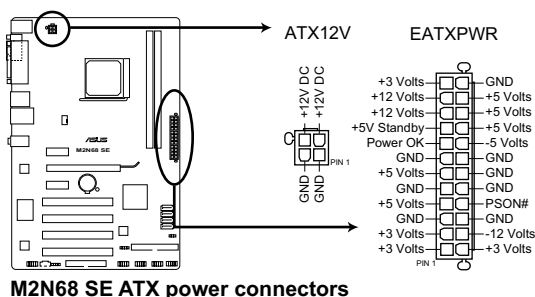 ATX12V
EATXPWR
+12V DC
+12V DC
GND
GND
PIN 1
+3 Volts
GND
+12 Volts
+5 Volts
+12 Volts
+5 Volts
+5V Standby
+5 Volts
Power OK
-5 Volts
GND
GND
+5 Volts
GND
GND
GND
+5 Volts
PSON#
GND
GND
+3 Volts
-12 Volts
+3 Volts
+3 Volts
PIN 1
/SUS
M2N68 SE
M2N68 SE ATX power connectors